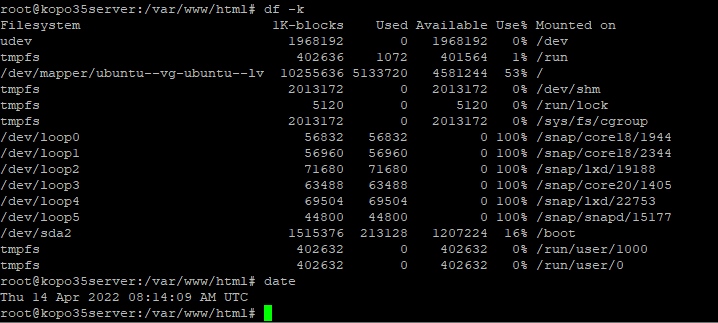 root@kopo35server:/var/www/html# df -k
Filesystem                        1K-blocks    Used Available Use% Mounted on
udev                                1968192       0   1968192   0% /dev
tmpfs                                402636    1072    401564   1% /run
/dev/mapper/ubuntu--vg-ubuntu--lv  10255636 5133720   4581244  53% /
tmpfs                               2013172       0   2013172   0% /dev/shm
tmpfs                                  5120       0      5120   0% /run/lock
tmpfs                               2013172       0   2013172   0% /sys/fs/cgroup
/dev/loop0                            56832   56832         0 100% /snap/core18/1944
/dev/loop1                            56960   56960         0 100% /snap/core18/2344
/dev/loop2                            71680   71680         0 100% /snap/lxd/19188
/dev/loop3                            63488   63488         0 100% /snap/core20/1405
/dev/loop4                            69504   69504         0 100% /snap/lxd/22753
/dev/loop5                            44800   44800         0 100% /snap/snapd/15177
/dev/sda2                           1515376  213128   1207224  16% /boot
tmpfs                                402632       0    402632   0% /run/user/1000
tmpfs                                402632       0    402632   0% /run/user/0
root@kopo35server:/var/www/html# date
Thu 14 Apr 2022 08:14:09 AM UTC
root@kopo35server:/var/www/html#